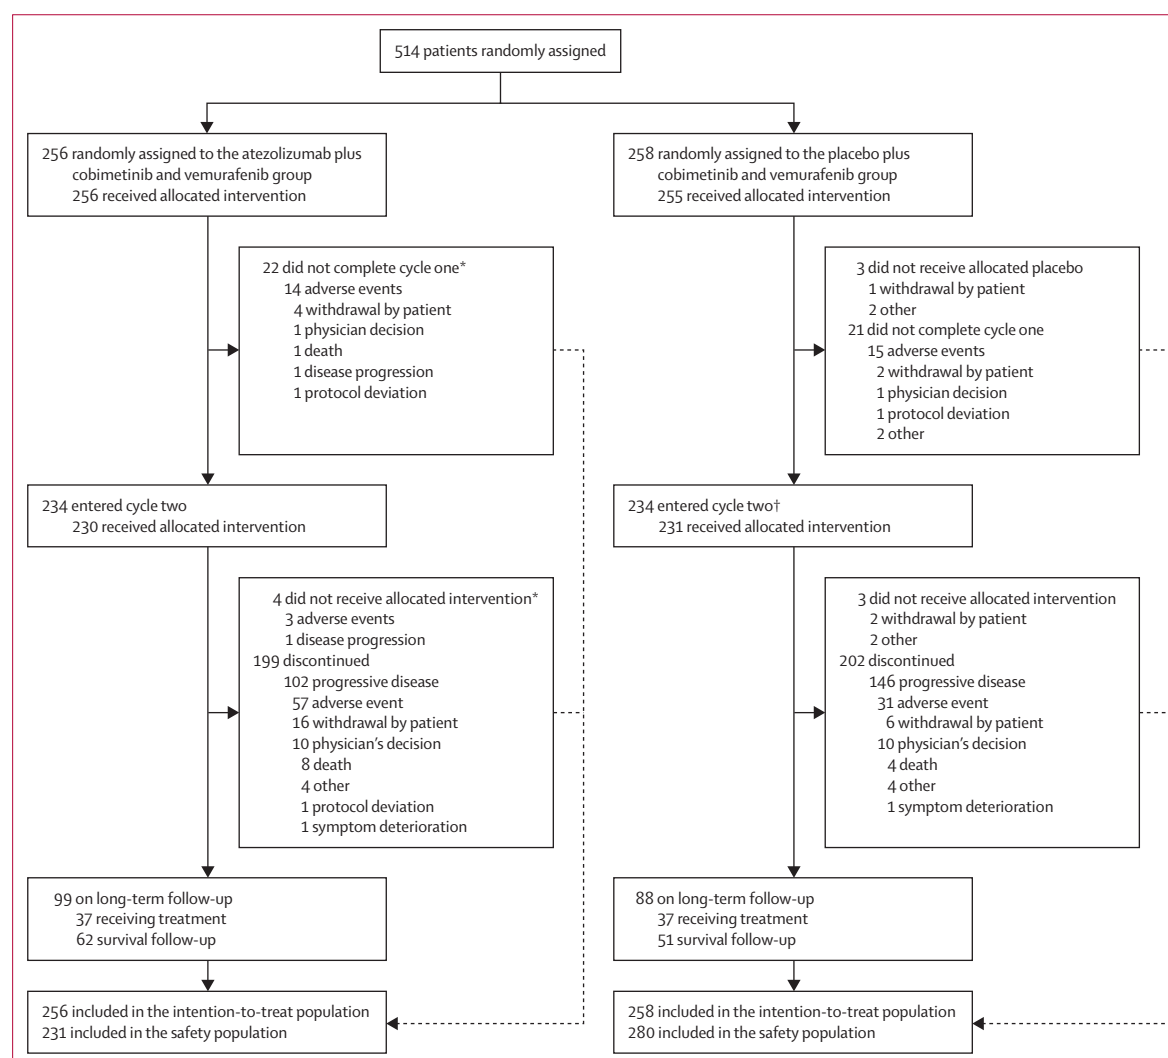 514 patients randomly assigned
256 randomly assigned to the atezolizumab plus
cobimetinib and vemurafenib group
256 received allocated intervention
258 randomly assigned to the placebo plus
cobimetinib and vemurafenib group
255 received allocated intervention
22 did not complete cycle one*
14 adverse events
4 withdrawal by patient
1 physician decision
1 death
1 disease progression
1 protocol deviation
3 did not receive allocated placebo
1 withdrawal by patient
2 other
21 did not complete cycle one
15 adverse events
2 withdrawal by patient
1 physician decision
1 protocol deviation
2 other
234 entered cycle two
230 received allocated intervention
234 entered cycle two†
231 received allocated intervention
4 did not receive allocated intervention*
3 adverse events
1 disease progression
199 discontinued
102 progressive disease
57 adverse event
16 withdrawal by patient
10 physician's decision
8 death
4 other
1 protocol deviation
1 symptom deterioration
3 did not receive allocated intervention
2 withdrawal by patient
2 other
202 discontinued
146 progressive disease
31 adverse event
6 withdrawal by patient
10 physician's decision
4 death
4 other
1 symptom deterioration
99 on long-term follow-up
37 receiving treatment
62 survival follow-up
88 on long-term follow-up
37 receiving treatment
51 survival follow-up
256 included in the intention-to-treat population
231 included in the safety population
258 included in the intention-to-treat population
280 included in the safety population